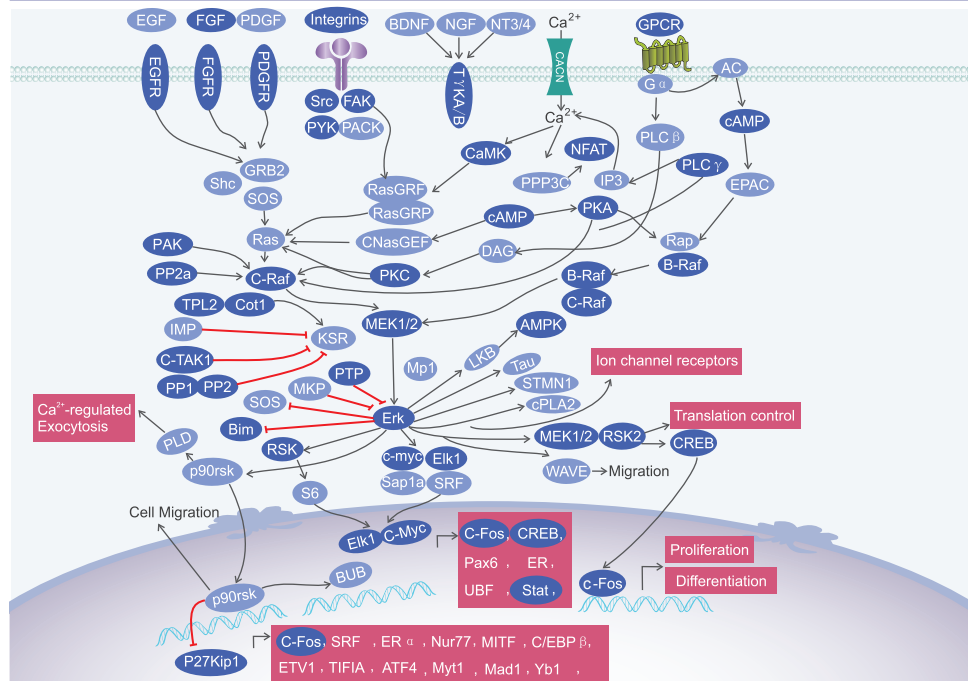 EGF FGF PDGF Integrins BDNF NGF NT3/4 Ca²⁺ GPCR
EGFR FGFR PDGFR TγKA/B CACN Gα AC
Src FAK
PYK PACK Ca²⁺ cAMP
PLCβ
CaMK NFAT PLCγ
GRB2
Shc RasGRF PPP3C IP3 EPAC
SOS
RasGRP cAMP PKA
Ras CNasGEF DAG Rap
PAK
PP2a C-Raf PKC B-Raf B-Raf
TPL2 Cot1 C-Raf
IMP KSR MEK1/2 AMPK
C-TAK1 Mp1 LKB Tau Ion channel receptors
PP1 PP2 PTP
MKP STMN1
SOS cPLA2
Ca²⁺-regulated
Exocytosis
Bim Erk Translation control
PLD RSK MEK1/2 RSK2 CREB
c-myc Elk1
p90rsk WAVE Migration
Sap1a SRF
S6
Cell Migration
Elk1 C-Myc C-Fos, CREB,
Pax6 ER,
Proliferation
BUB UBF , Stat ,
c-Fos Differentiation
p90rsk
P27Kip1 C-Fos, SRF , ER α , Nur77 , MITF , C/EBP β,
ETV1 , TIFIA , ATF4 , Myt1 , Mad1 , Yb1 ,